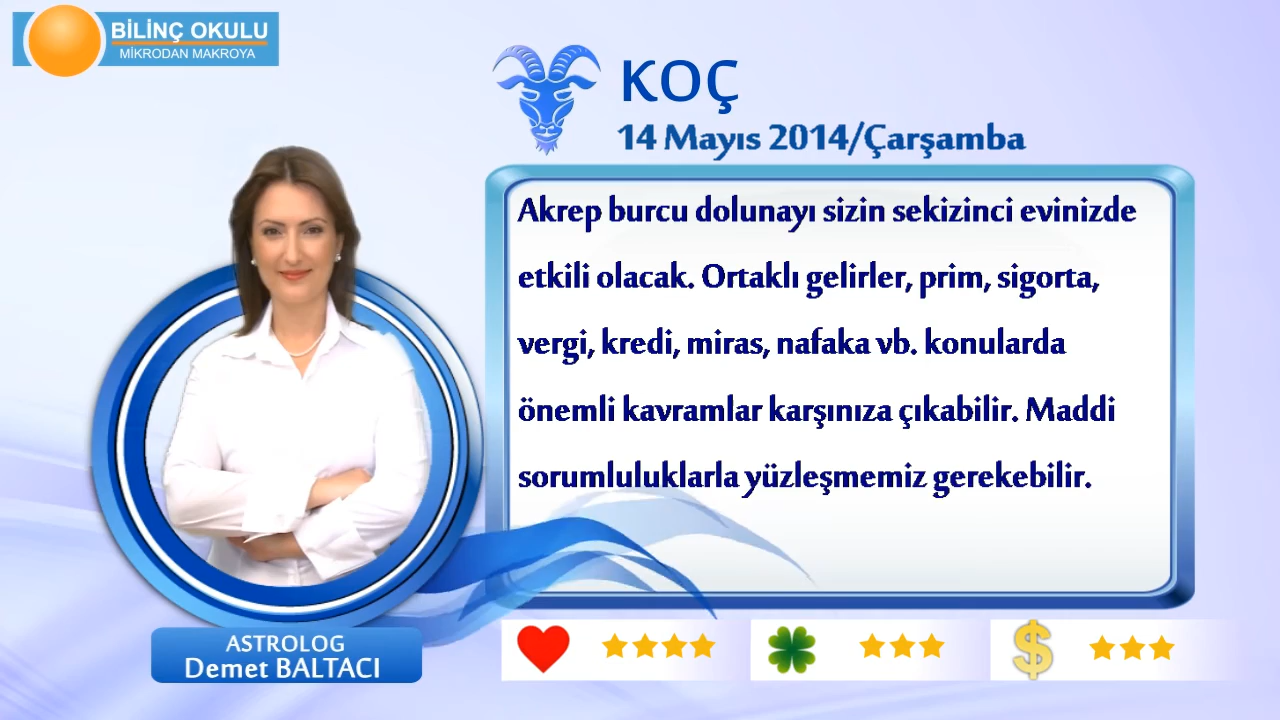 BİLİNÇ OKULU
MİKRODAN MAKROYA
KOÇ
14 Mayıs 2014/Çarşamba
Akrep burcu dolunayı sizin sekizinci evinizde
etkili olacak. Ortaklı gelirler, prim, sigorta,
vergi, kredi, miras, nafaka vb. konularda
önemli kavramlar karşınıza çıkabilir. Maddi
sorumluluklarla yüzleşmemiz gerekebilir.
ASTROLOG
Demet BALTACI